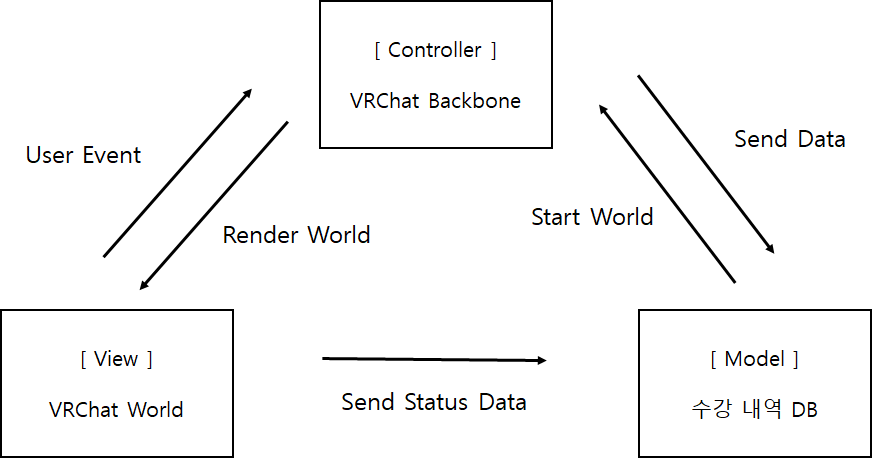 [ Controller ]
VRChat Backbone
User Event
Send Data
Start World
Render World
[ View ]
VRChat World
Send Status Data
[ Model ]
수강 내역 DB